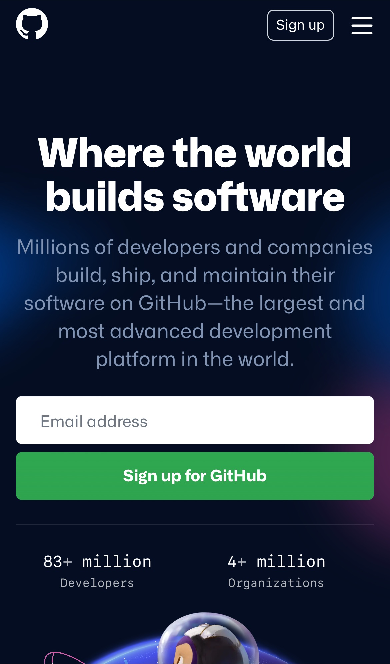 Sign up
Where the world
builds software
Millions of developers and companies
build, ship, and maintain their
software on GitHub—the largest and
most advanced development
platform in the world.
Email address
Sign up for GitHub
83+ million
Developers
4+ million
Organizations